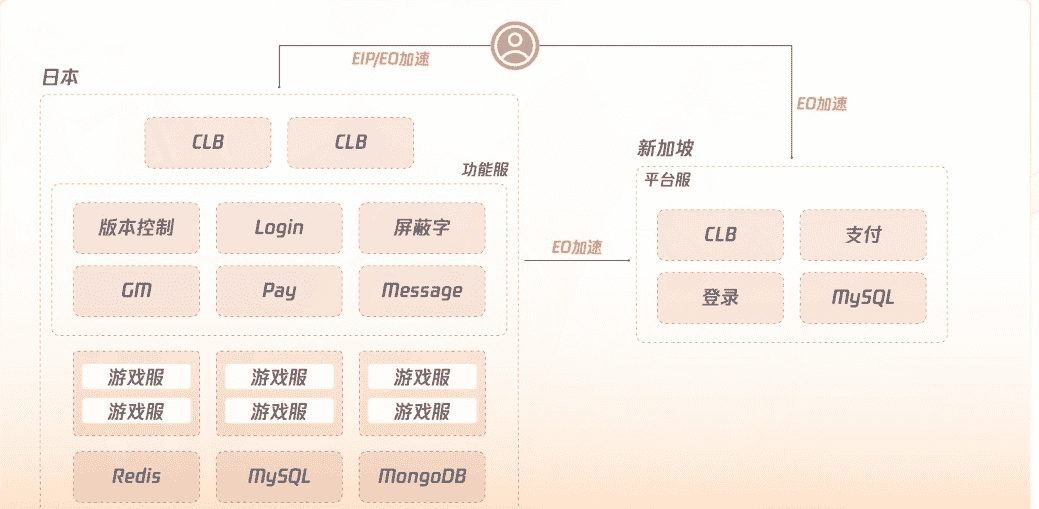 EIP/EO加速
EO加速
日本
CLB
CLB
功能服
版本控制
Login
屏蔽字
GM
Pay
Message
游戏服
游戏服
游戏服
游戏服
游戏服
游戏服
Redis
MySQL
MongoDB
EO加速
新加坡
平台服
CLB
支付
登录
MySQL